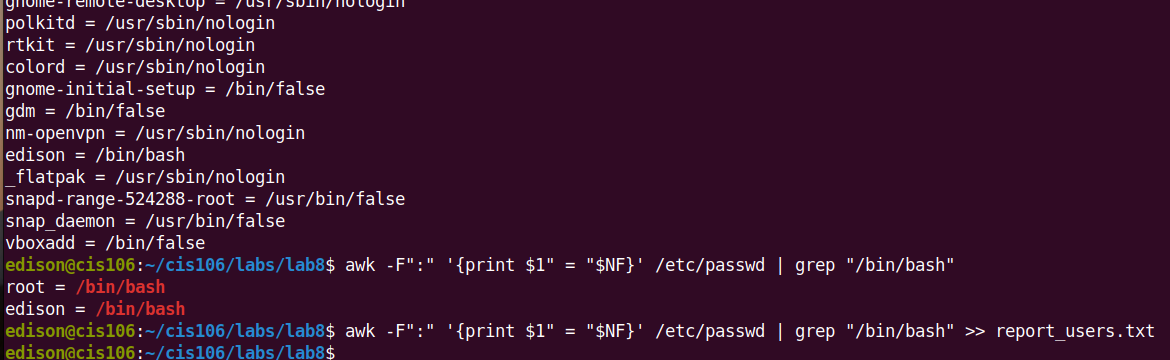 gnome-remote-desktop = /usr/sbin/nologin
polkitd = /usr/sbin/nologin
rtkit = /usr/sbin/nologin
colord = /usr/sbin/nologin
gnome-initial-setup = /bin/false
gdm = /bin/false
nm-openvpn = /usr/sbin/nologin
edison = /bin/bash
_flatpak = /usr/sbin/nologin
snapd-range-524288-root = /usr/bin/false
snap_daemon = /usr/bin/false
vboxadd = /bin/false
edison@cis106:~/cis106/labs/lab8$ awk -F":" '{print $1" = "$NF}' /etc/passwd | grep "/bin/bash"
root = /bin/bash
edison = /bin/bash
edison@cis106:~/cis106/labs/lab8$ awk -F":" '{print $1" = "$NF}' /etc/passwd | grep "/bin/bash" >> report_users.txt
edison@cis106:~/cis106/labs/lab8$